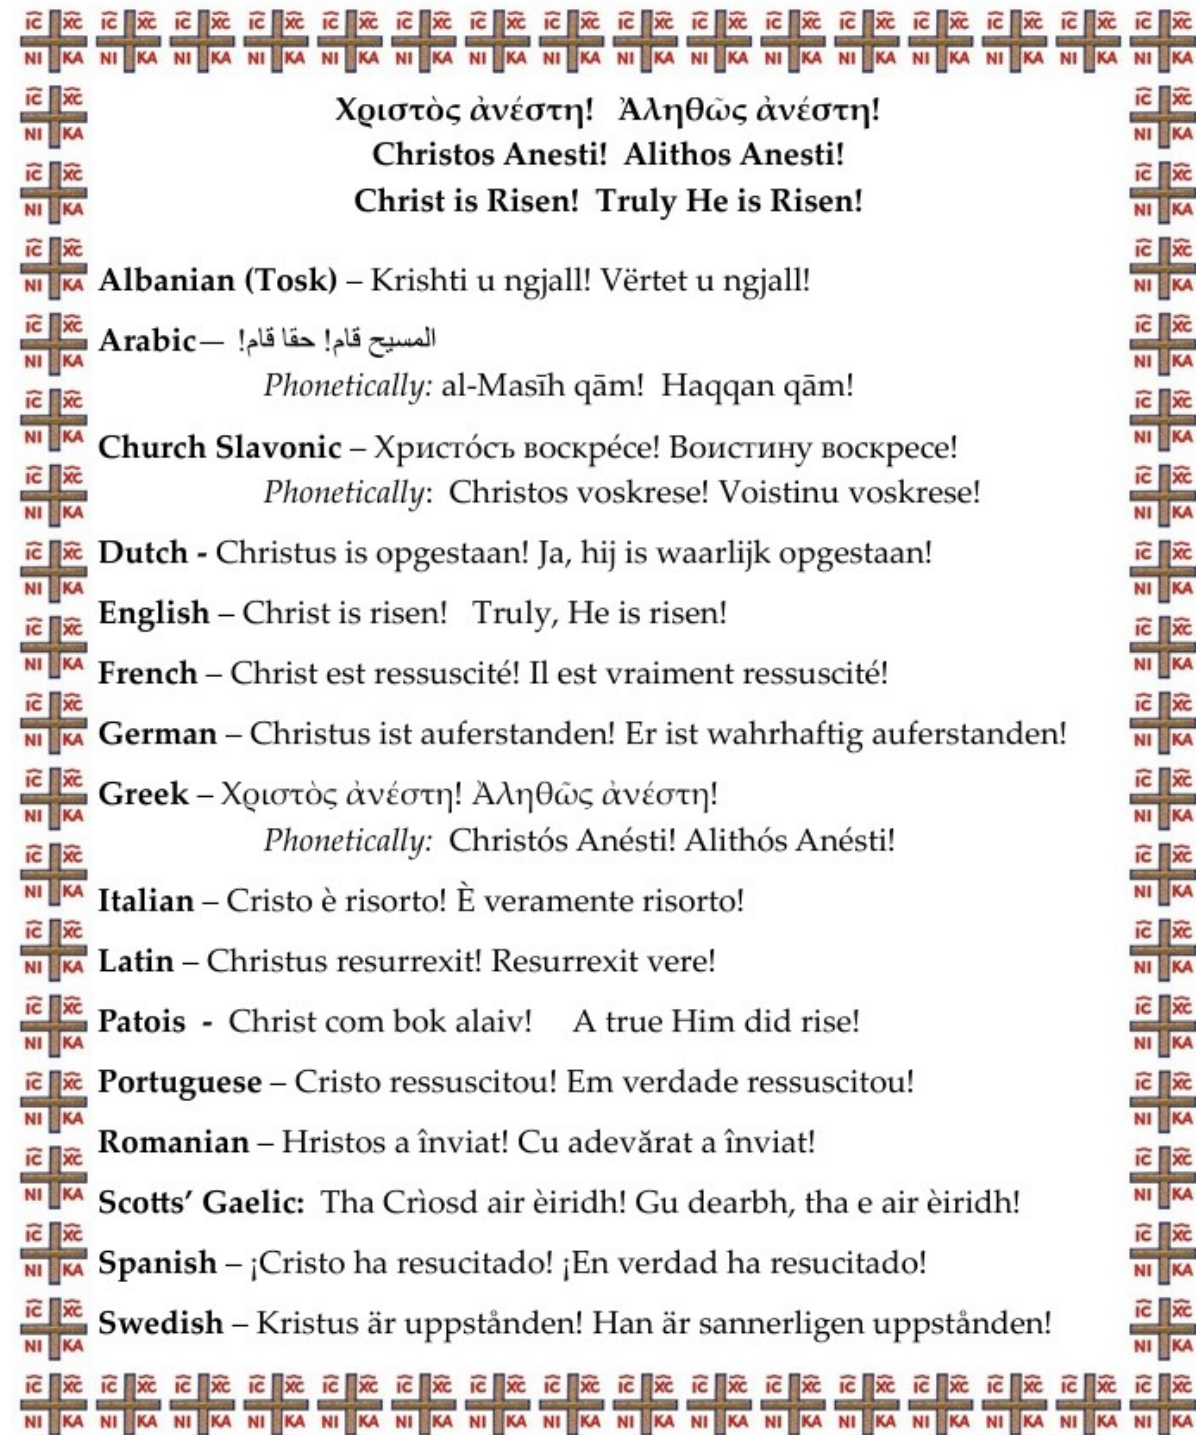 Χριστὸς ἀνέστη! Ἀληθῶς ἀνέστη!
Christos Anesti! Alithos Anesti!
Christ is Risen! Truly He is Risen!
Albanian (Tosk) – Krishti u ngjall! Vërtet u ngjall!
Arabic— المسيح قام! حقا قام!
Phonetically: al-Masīh qām! Haqqan qām!
Church Slavonic – Христóсъ воскрéсе! Воистину воскресе!
Phonetically: Christos voskrese! Voistinu voskrese!
Dutch - Christus is opgestaan! Ja, hij is waarlijk opgestaan!
English – Christ is risen! Truly, He is risen!
French – Christ est ressuscité! Il est vraiment ressuscité!
German – Christus ist auferstanden! Er ist wahrhaftig auferstanden!
Greek – Χριστὸς ἀνέστη! Ἀληθῶς ἀνέστη!
Phonetically: Christós Anésti! Alithós Anésti!
Italian – Cristo è risorto! È veramente risorto!
Latin – Christus resurrexit! Resurrexit vere!
Patois - Christ com bok alaiv! A true Him did rise!
Portuguese – Cristo ressuscitou! Em verdade ressuscitou!
Romanian – Hristos a înviat! Cu adevărat a înviat!
Scotts’ Gaelic: Tha Crìosd air èiridh! Gu dearbh, tha e air èiridh!
Spanish – ¡Cristo ha resucitado! ¡En verdad ha resucitado!
Swedish – Kristus är uppstånden! Han är sannerligen uppstånden!
IC XC
NI KA